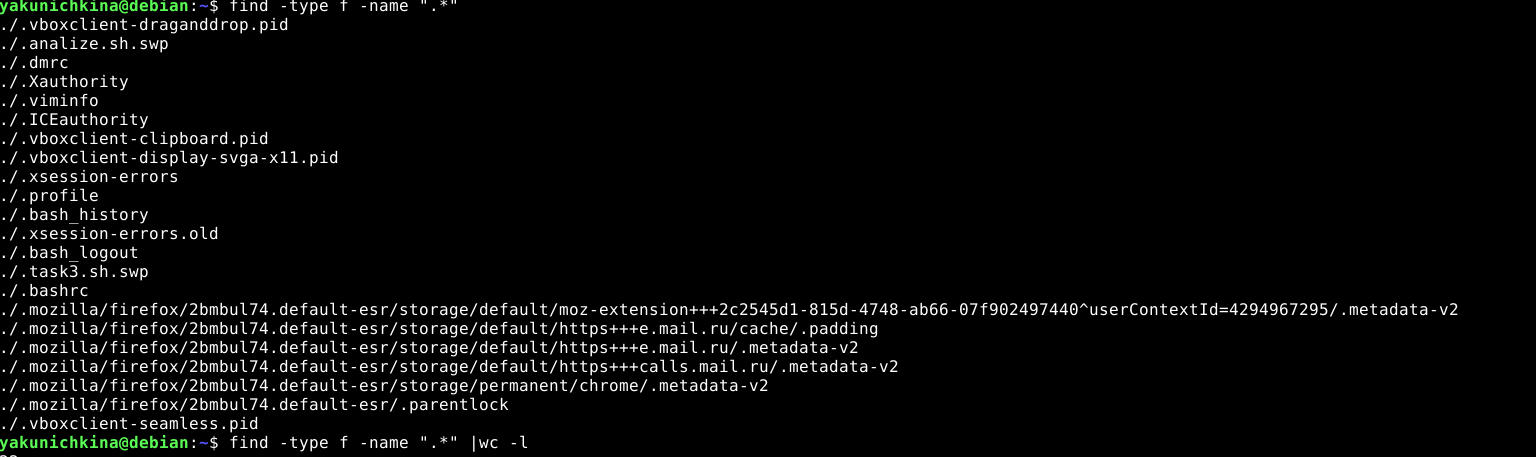 yakunichkina@debian:~$ find -type f -name ".*"
./.vboxclient-draganddrop.pid
./.analize.sh.swp
./.dmrc
./.Xauthority
./.viminfo
./.ICEauthority
./.vboxclient-clipboard.pid
./.vboxclient-display-svga-x11.pid
./.xsession-errors
./.profile
./.bash_history
./.xsession-errors.old
./.bash_logout
./.task3.sh.swp
./.bashrc
./.mozilla/firefox/2bmbul74.default-esr/storage/default/moz-extension+++2c2545d1-815d-4748-ab66-07f902497440^userContextId=4294967295/.metadata-v2
./.mozilla/firefox/2bmbul74.default-esr/storage/default/https+++e.mail.ru/cache/.padding
./.mozilla/firefox/2bmbul74.default-esr/storage/default/https+++e.mail.ru/.metadata-v2
./.mozilla/firefox/2bmbul74.default-esr/storage/default/https+++calls.mail.ru/.metadata-v2
./.mozilla/firefox/2bmbul74.default-esr/storage/permanent/chrome/.metadata-v2
./.mozilla/firefox/2bmbul74.default-esr/.parentlock
./.vboxclient-seamless.pid
yakunichkina@debian:~$ find -type f -name ".*" |wc -l